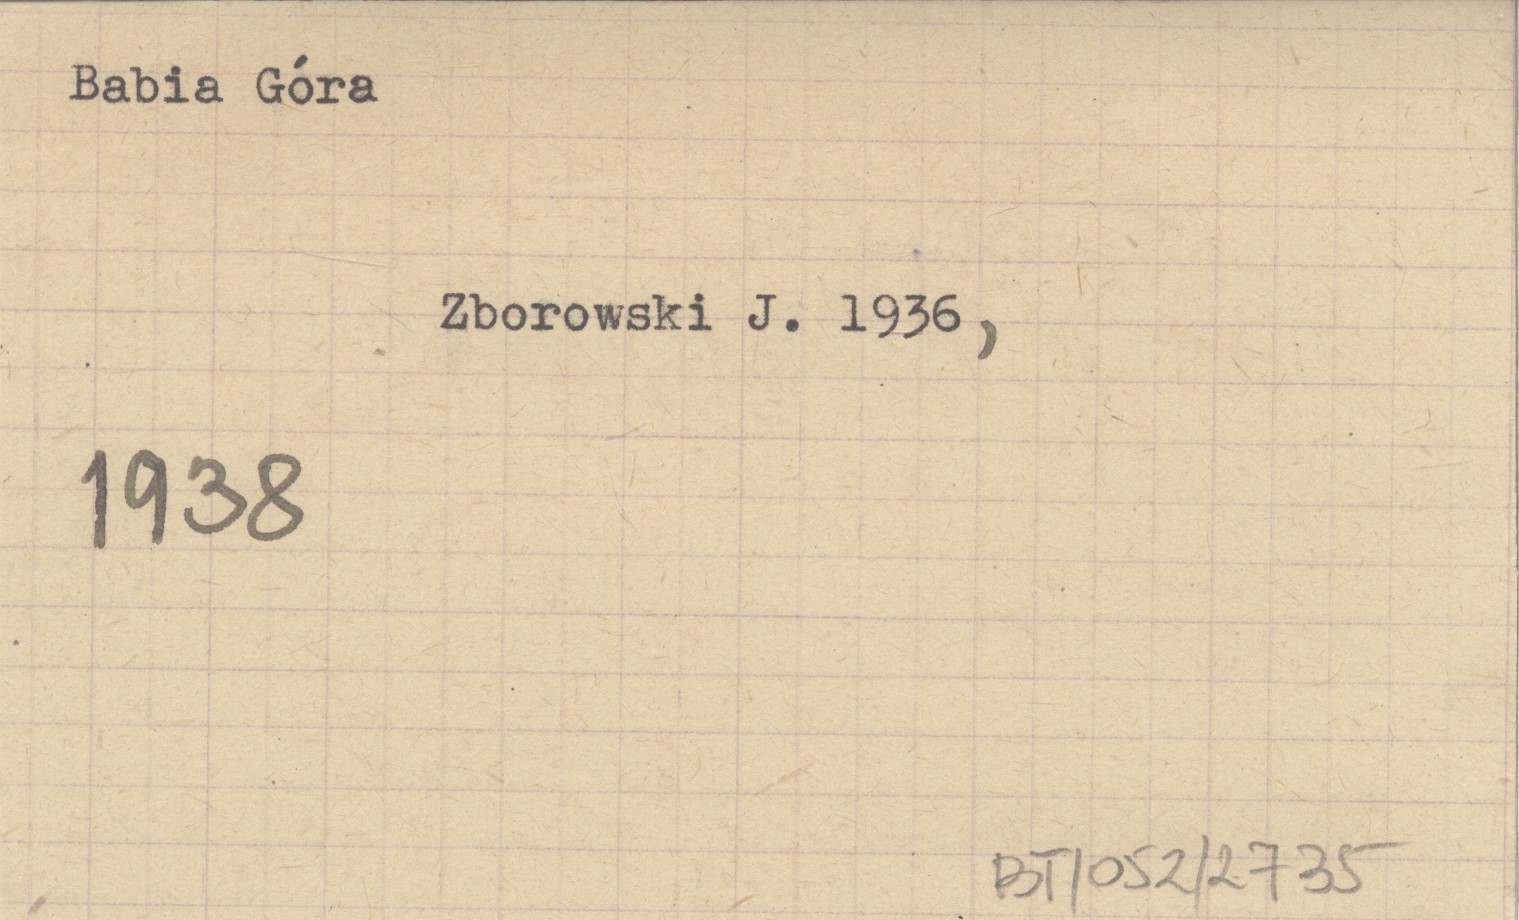 Babia Góra
Zborowski J. 1936,
1938
BT/052/2735